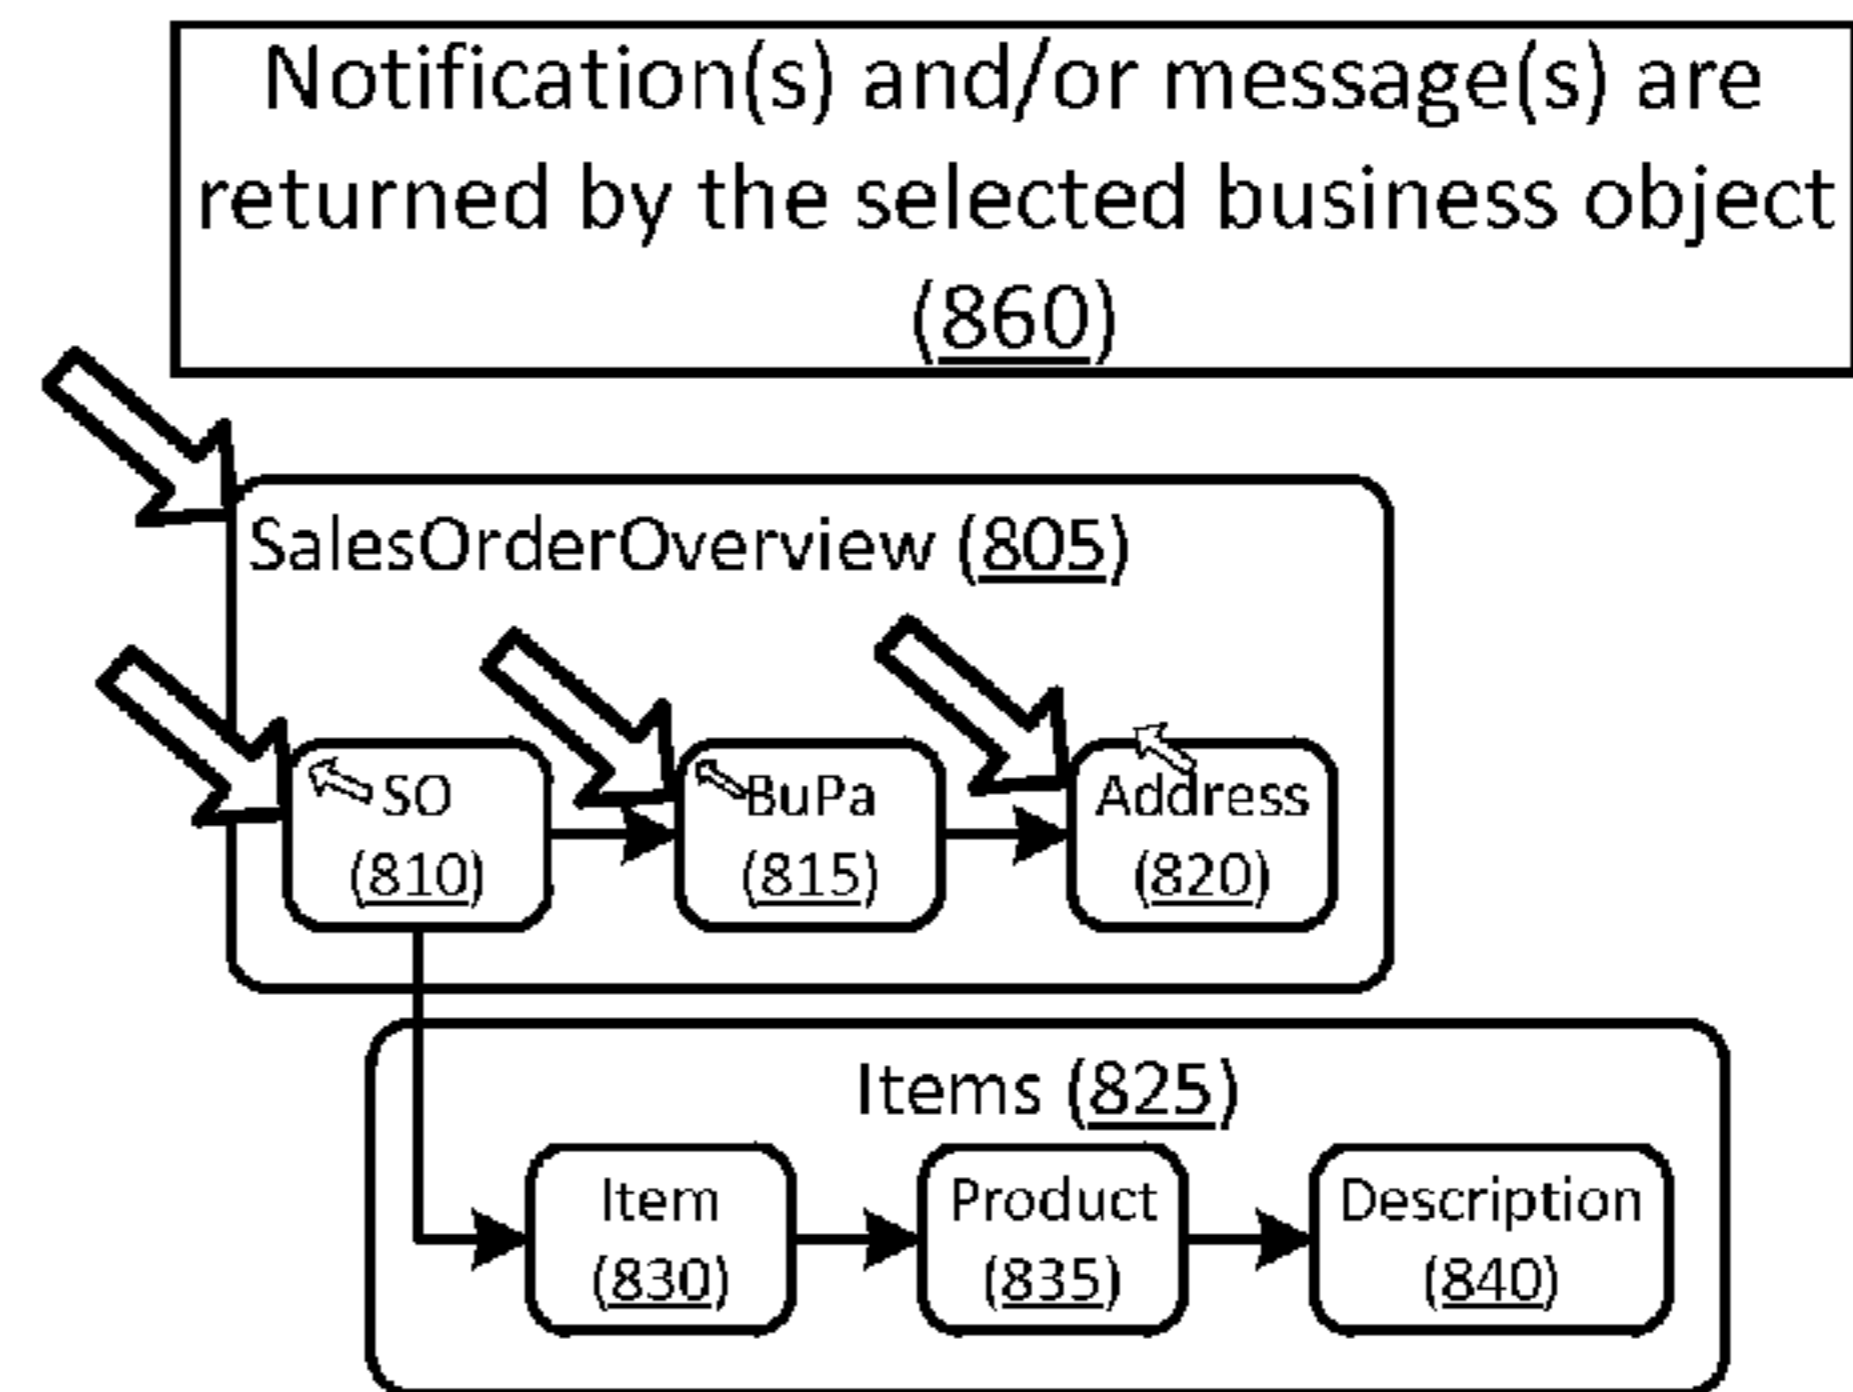 Notification(s) and/or message(s) are
returned by the selected business object
(860)
SalesOrderOverview (805)
SO
(810)
BuPa
(815)
Address
(820)
Items (825)
Item
(830)
Product
(835)
Description
(840)